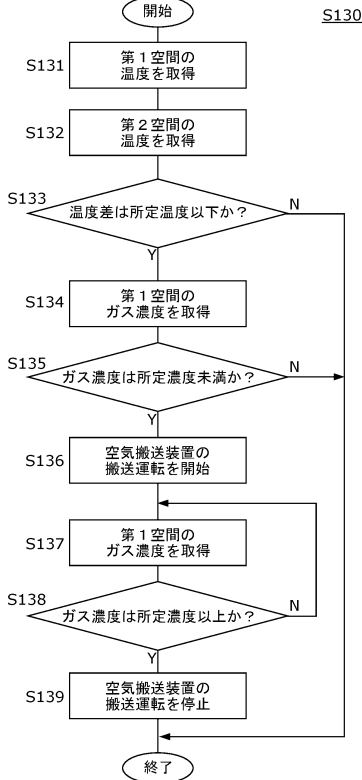 開始
S130
S131
第1空間の
温度を取得
S132
第2空間の
温度を取得
S133
温度差は所定温度以下か?
N
Y
S134
第1空間の
ガス濃度を取得
S135
ガス濃度は所定濃度未満か?
N
Y
S136
空気搬送装置の
搬送運転を開始
S137
第1空間の
ガス濃度を取得
S138
ガス濃度は所定濃度以上か?
N
Y
S139
空気搬送装置の
搬送運転を停止
終了